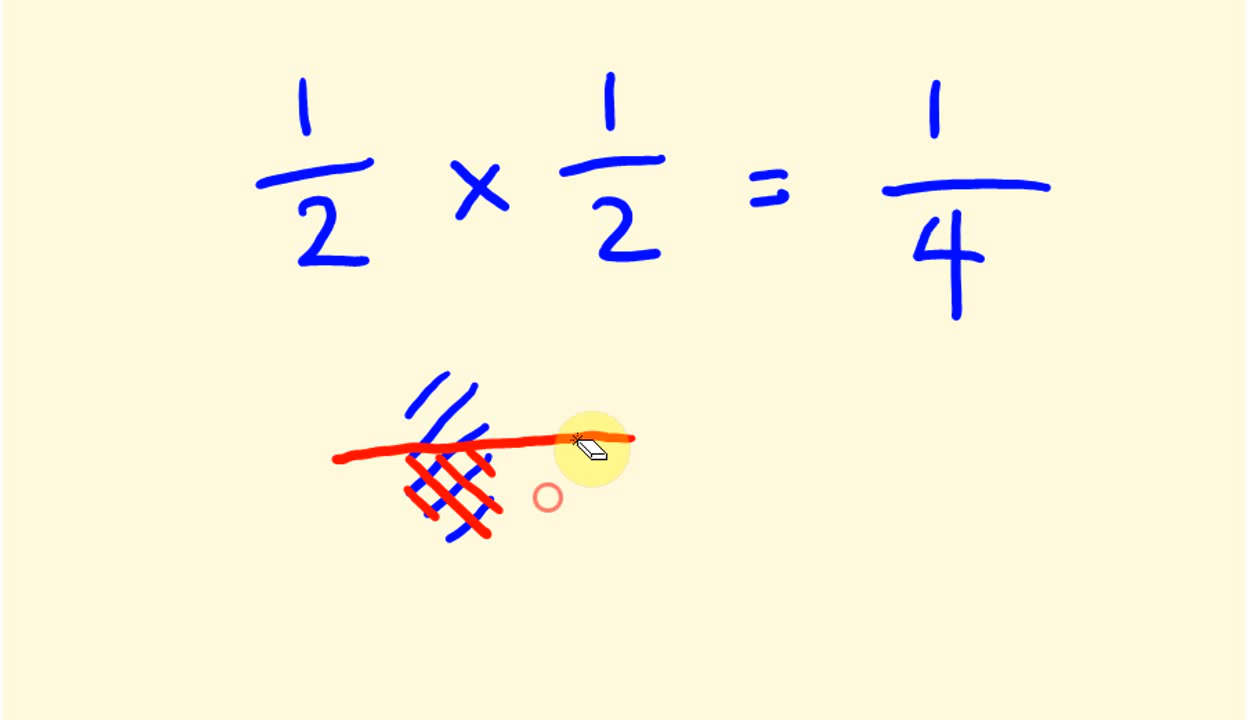 1/2 × 1/2 = 1/4